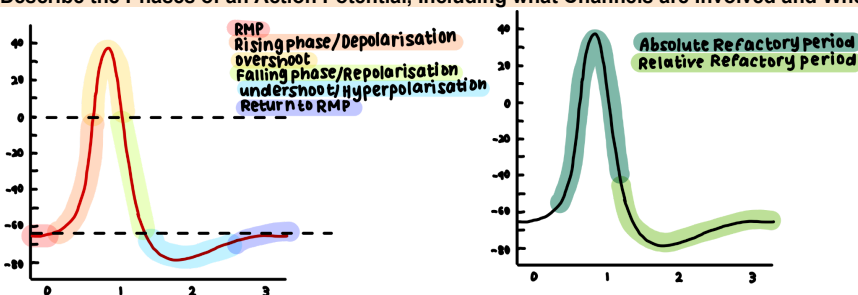 Describe the Phases of an Action Potential, including what Channels are Involved and Whe
RMP
Rising phase/Depolarisation
overshoot
Falling phase/Repolarisation
undershoot/Hyperpolarisation
Return to RMP
40
20
0
-20
-40
-60
-80
0 1 2 3
Absolute Refactory period
Relative Refactory period
40
20
0
-20
-40
-60
-80
0 1 2 3